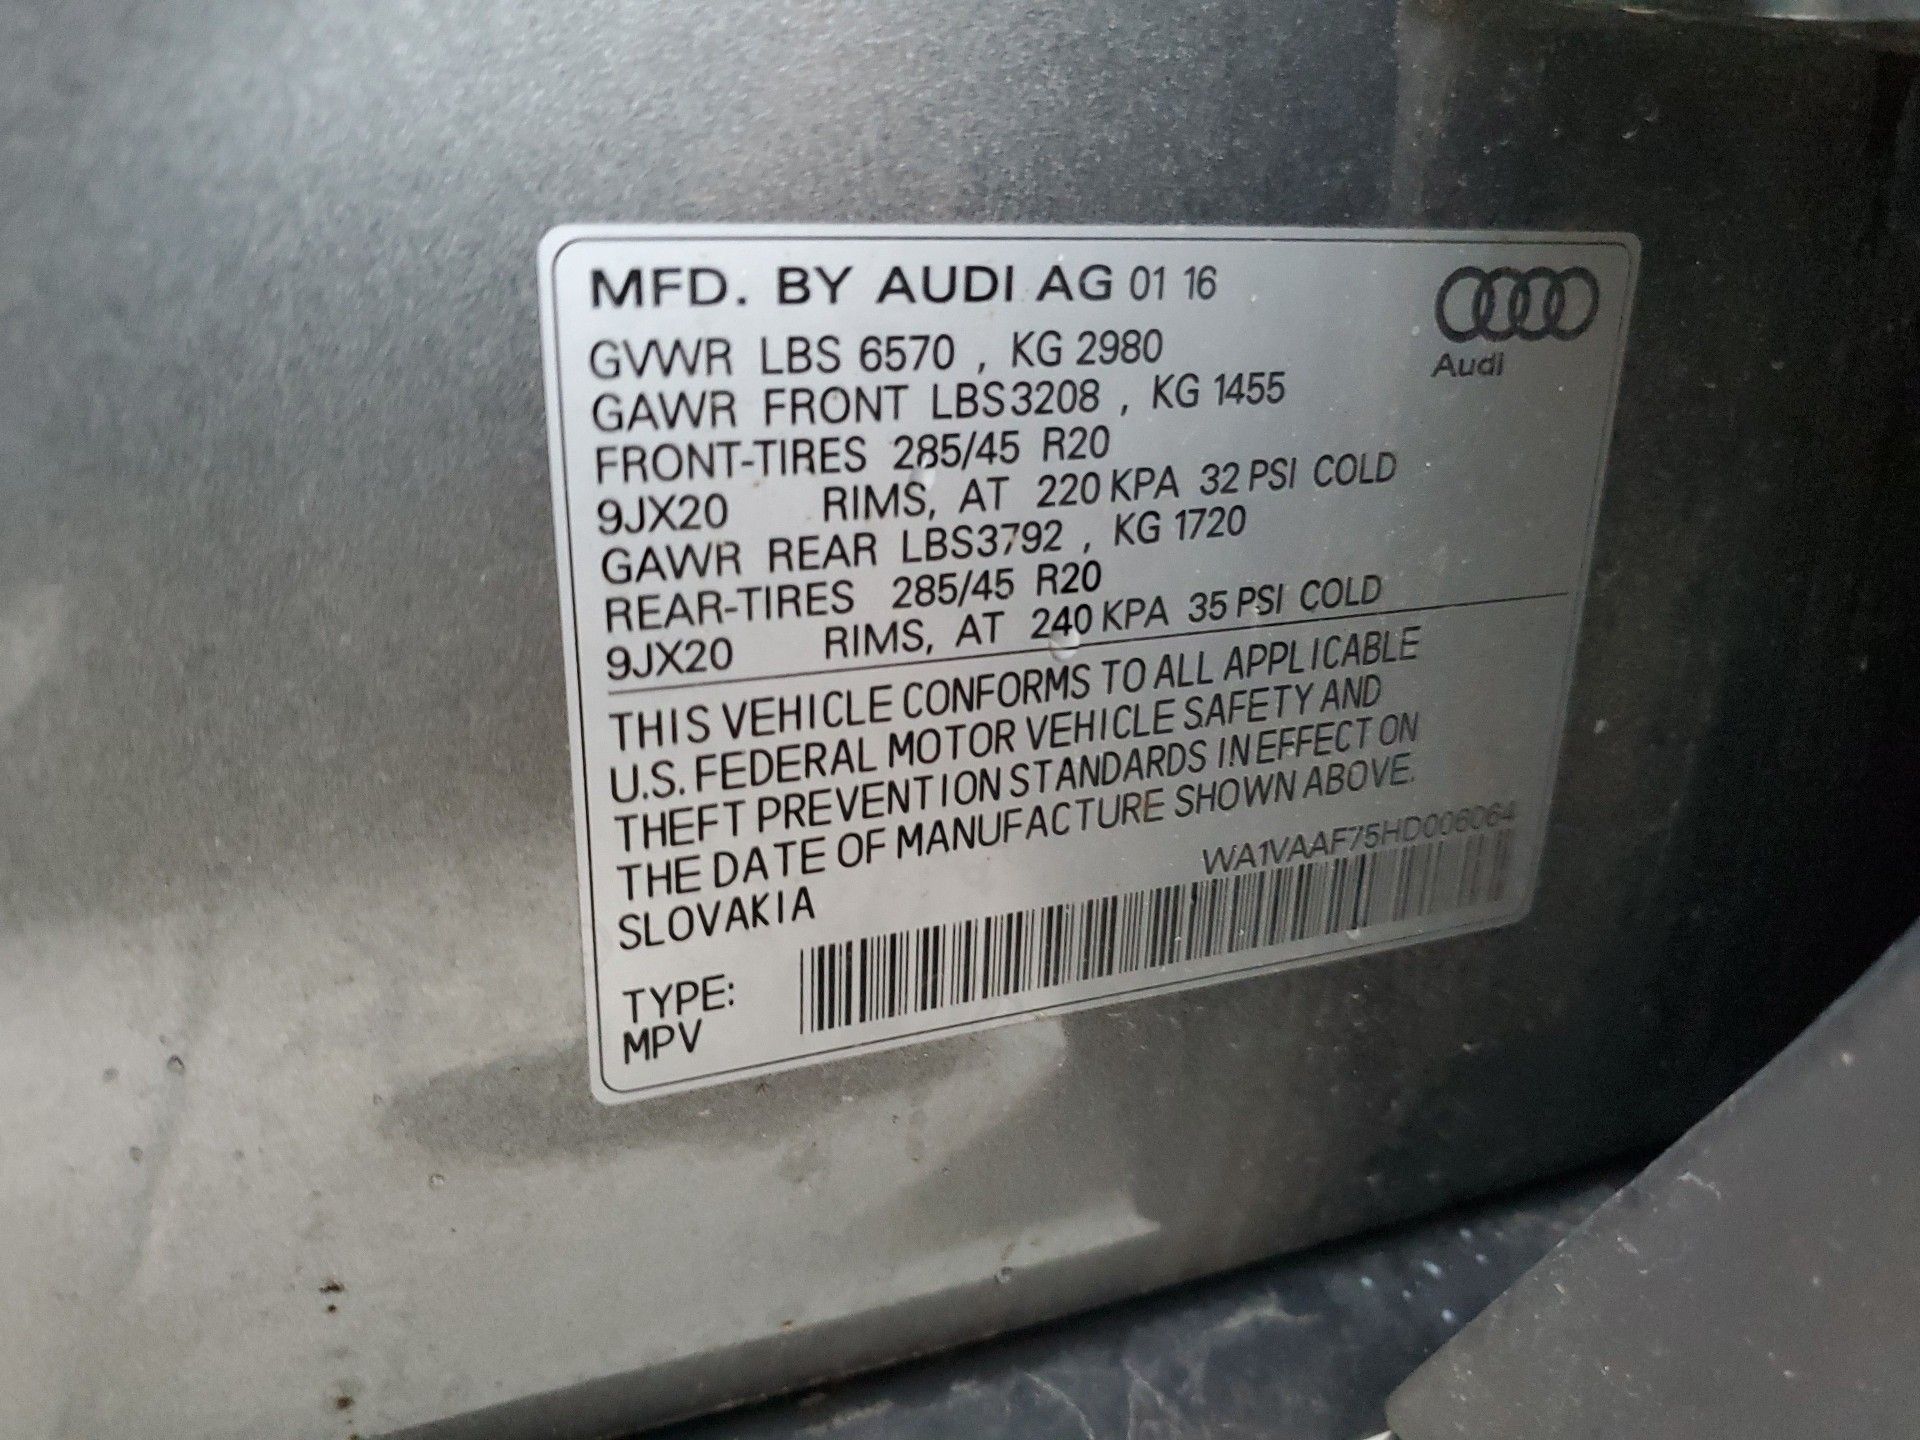 MFD. BY AUDI AG 01 16
Audi
GVWR LBS 6570 , KG 2980
GAWR FRONT LBS3208 , KG 1455
FRONT-TIRES 285/45 R20
9JX20 RIMS, AT 220 KPA 32 PSI COLD
GAWR REAR LBS3792 , KG 1720
REAR-TIRES 285/45 R20
9JX20 RIMS, AT 240 KPA 35 PSI COLD
THIS VEHICLE CONFORMS TO ALL APPLICABLE
U.S. FEDERAL MOTOR VEHICLE SAFETY AND
THEFT PREVENTION STANDARDS IN EFFECT ON
THE DATE OF MANUFACTURE SHOWN ABOVE.
SLOVAKIA
WA1VAAF75HD006064
TYPE:
MPV